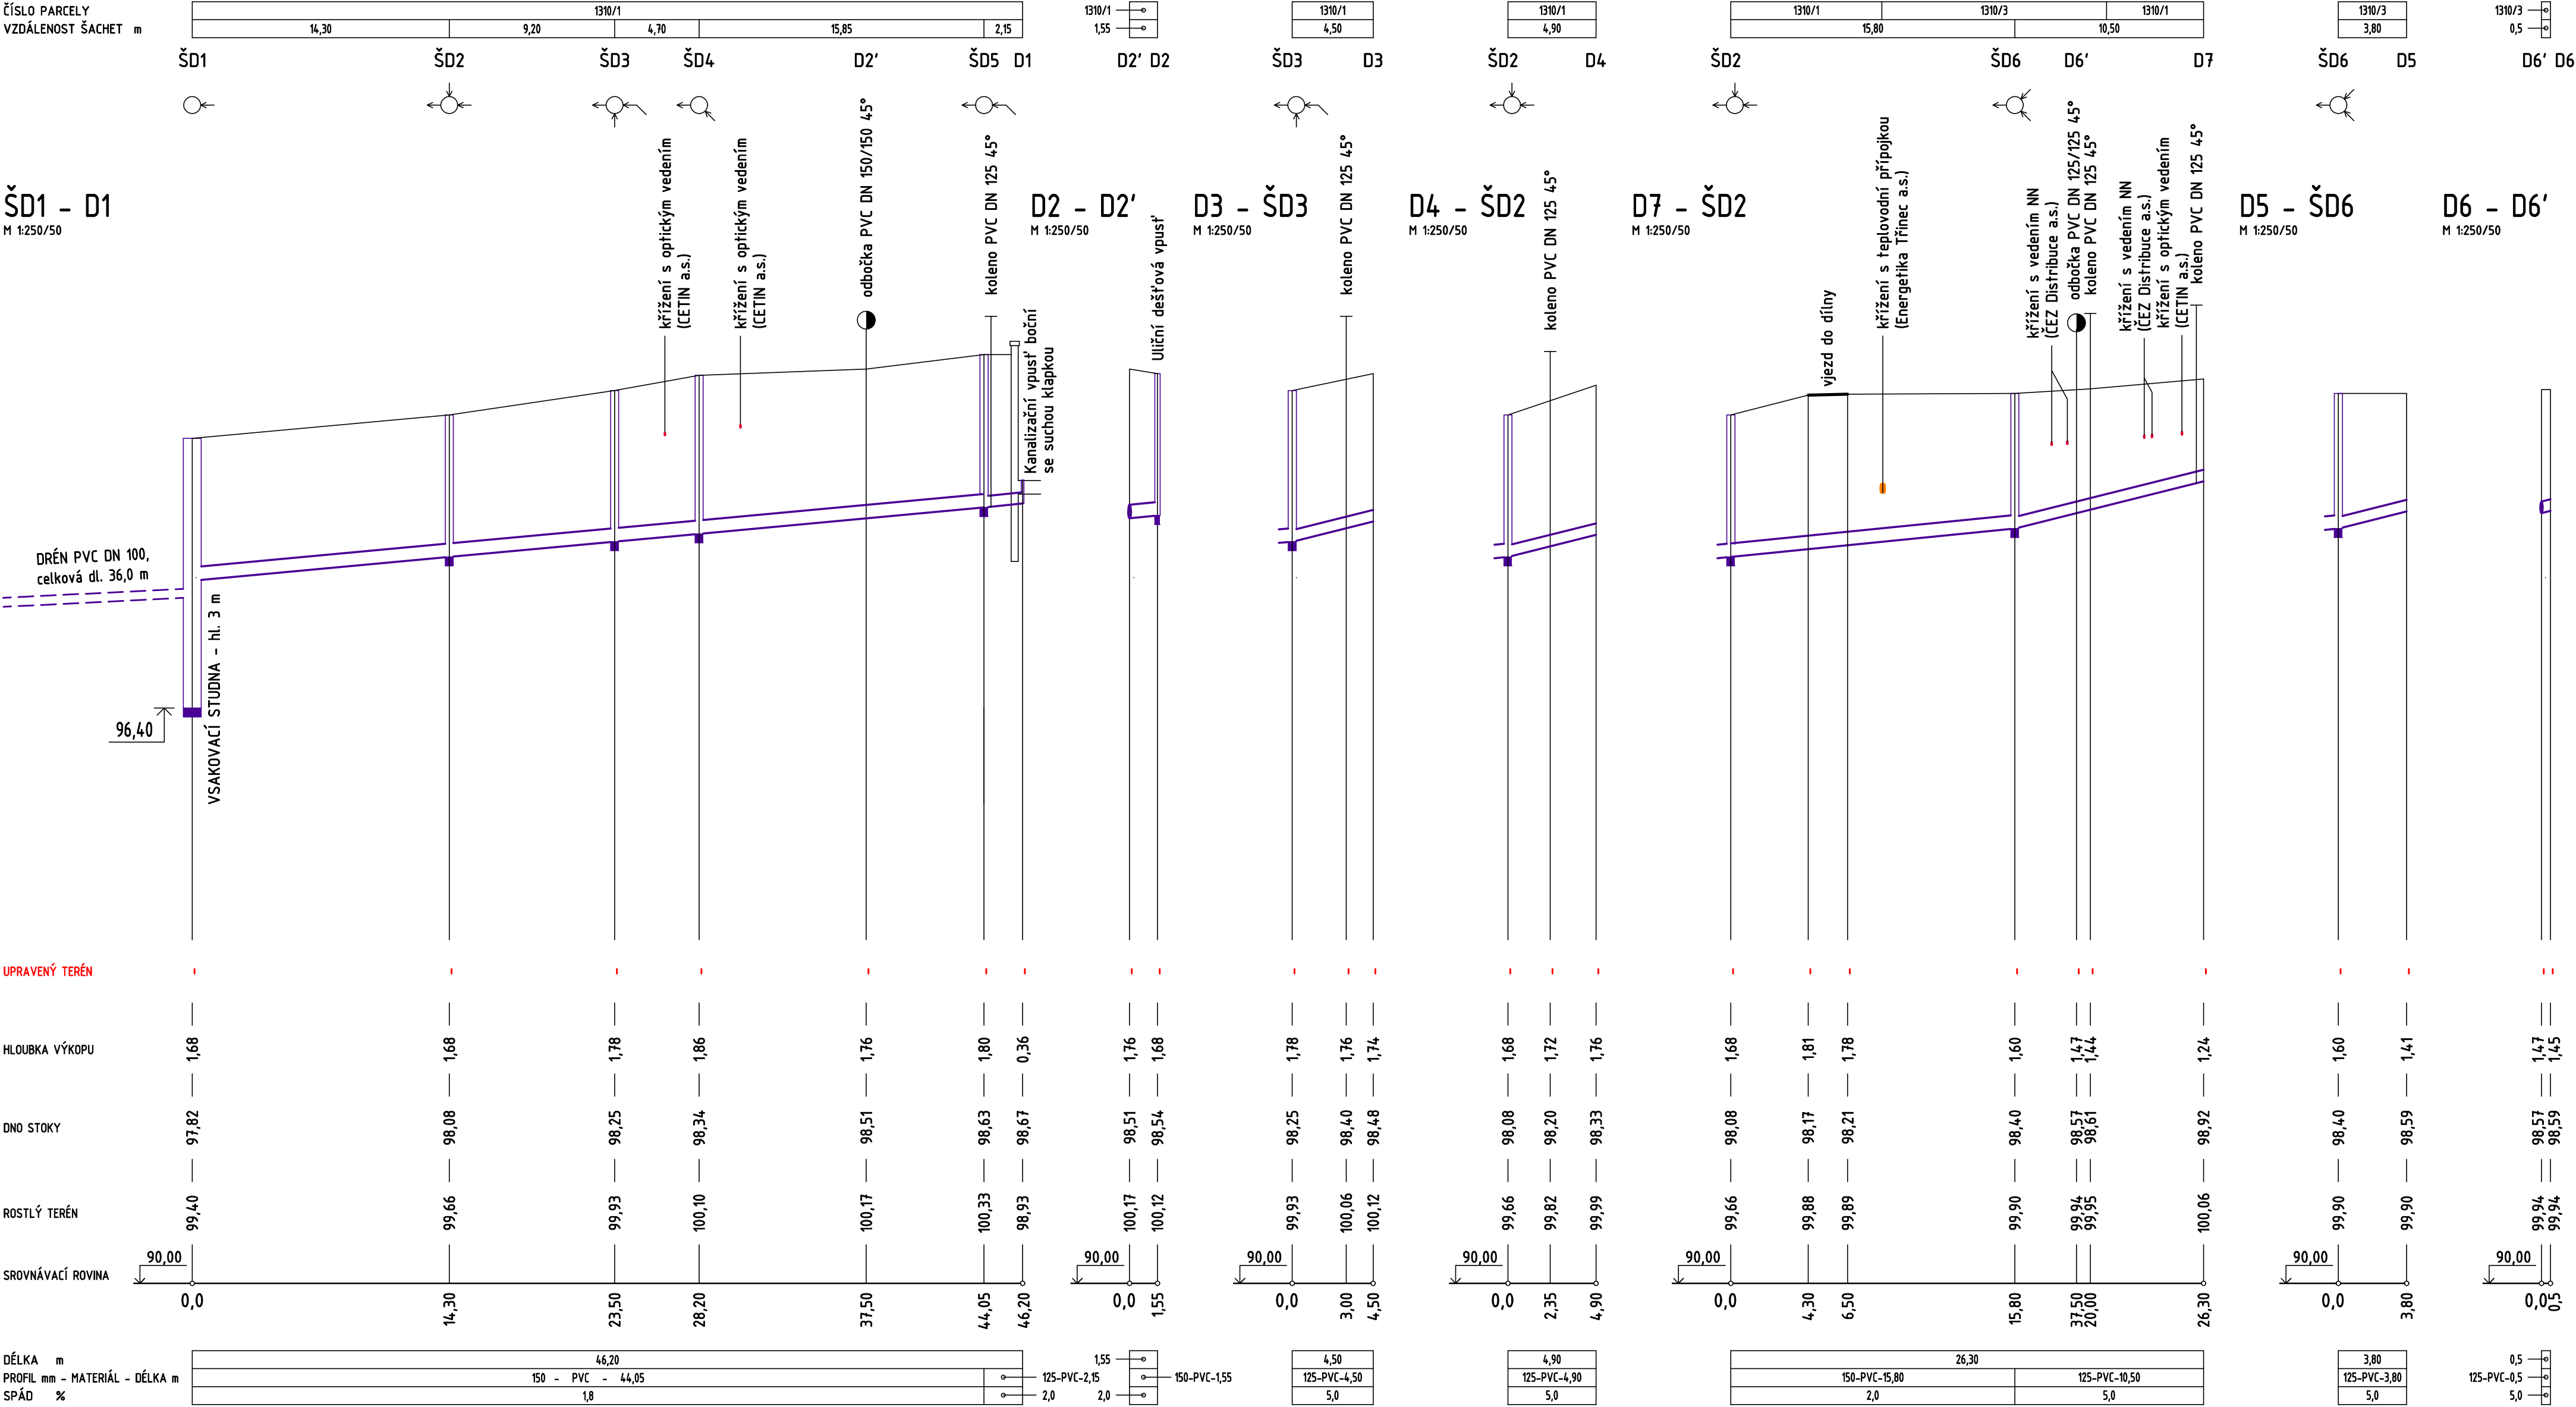 ČÍSLO PARCELY 1310/1 1310/1 1310/1 1310/1 1310/1 1310/3 1310/1 1310/3 1310/3
VZDÁLENOST ŠACHET m 14,30 9,20 4,70 15,85 2,15 1,55 4,50 4,90 15,80 10,50 3,80 0,5
ŠD1 ŠD2 ŠD3 ŠD4 D2' ŠD5 D1 D2' D2 ŠD3 D3 ŠD2 D4 ŠD2 ŠD6 D6' D7 ŠD6 D5 D6' D6
ŠD1 - D1
M 1:250/50
křížení s optickým vedením
(CETIN a.s.)
křížení s optickým vedením
(CETIN a.s.)
odbočka PVC DN 150/150 45°
koleno PVC DN 125 45°
Kanalizační vpusť boční
se suchou klapkou
DRÉN PVC DN 100,
celková dl. 36,0 m
VSAKOVACÍ STUDNA - hl. 3 m
96,40
D2 - D2'
M 1:250/50
Uliční dešťová vpusť
D3 - ŠD3
M 1:250/50
koleno PVC DN 125 45°
D4 - ŠD2
M 1:250/50
koleno PVC DN 125 45°
D7 - ŠD2
M 1:250/50
vjezd do dílny
křížení s teplovodní přípojkou
(Energetika Třinec a.s.)
křížení s vedením NN
(ČEZ Distribuce a.s.)
odbočka PVC DN 125/125 45°
koleno PVC DN 125 45°
křížení s vedením NN
(ČEZ Distribuce a.s.)
křížení s optickým vedením
(CETIN a.s.)
koleno PVC DN 125 45°
D5 - ŠD6
M 1:250/50
D6 - D6'
M 1:250/50
UPRAVENÝ TERÉN - - - - - - - - - - - - - - - - - - - - - - - - - -
HLOUBKA VÝKOPU 1,68 1,68 1,78 1,86 1,76 1,80 0,36 1,76 1,68 1,78 1,76 1,74 1,68 1,72 1,76 1,68 1,81 1,78 1,60 1,47 1,44 1,24 1,60 1,41 1,47 1,45
DNO STOKY 97,82 98,08 98,25 98,34 98,51 98,63 98,67 98,51 98,54 98,25 98,40 98,48 98,08 98,20 98,33 98,08 98,17 98,21 98,40 98,57 98,61 98,92 98,40 98,59 98,57 98,59
ROSTLÝ TERÉN 99,40 99,66 99,93 100,10 100,17 100,33 98,93 100,17 100,12 99,93 100,06 100,12 99,66 99,82 99,99 99,66 99,88 99,89 99,90 99,94 99,95 100,06 99,90 99,90 99,94 99,94
SROVNÁVACÍ ROVINA 90,00 90,00 90,00 90,00 90,00 90,00 90,00
0,0 14,30 23,50 28,20 37,50 44,05 46,20 0,0 1,55 0,0 3,00 4,50 0,0 2,35 4,90 0,0 4,30 6,50 15,80 37,50 20,00 26,30 0,0 3,80 0,0 0,5
DÉLKA m 46,20 1,55 4,50 4,90 26,30 3,80 0,5
PROFIL mm - MATERIÁL - DÉLKA m 150 - PVC - 44,05 125-PVC-2,15 150-PVC-1,55 125-PVC-4,50 125-PVC-4,90 150-PVC-15,80 125-PVC-10,50 125-PVC-3,80 125-PVC-0,5
SPÁD % 1,8 2,0 2,0 5,0 5,0 2,0 5,0 5,0 5,0